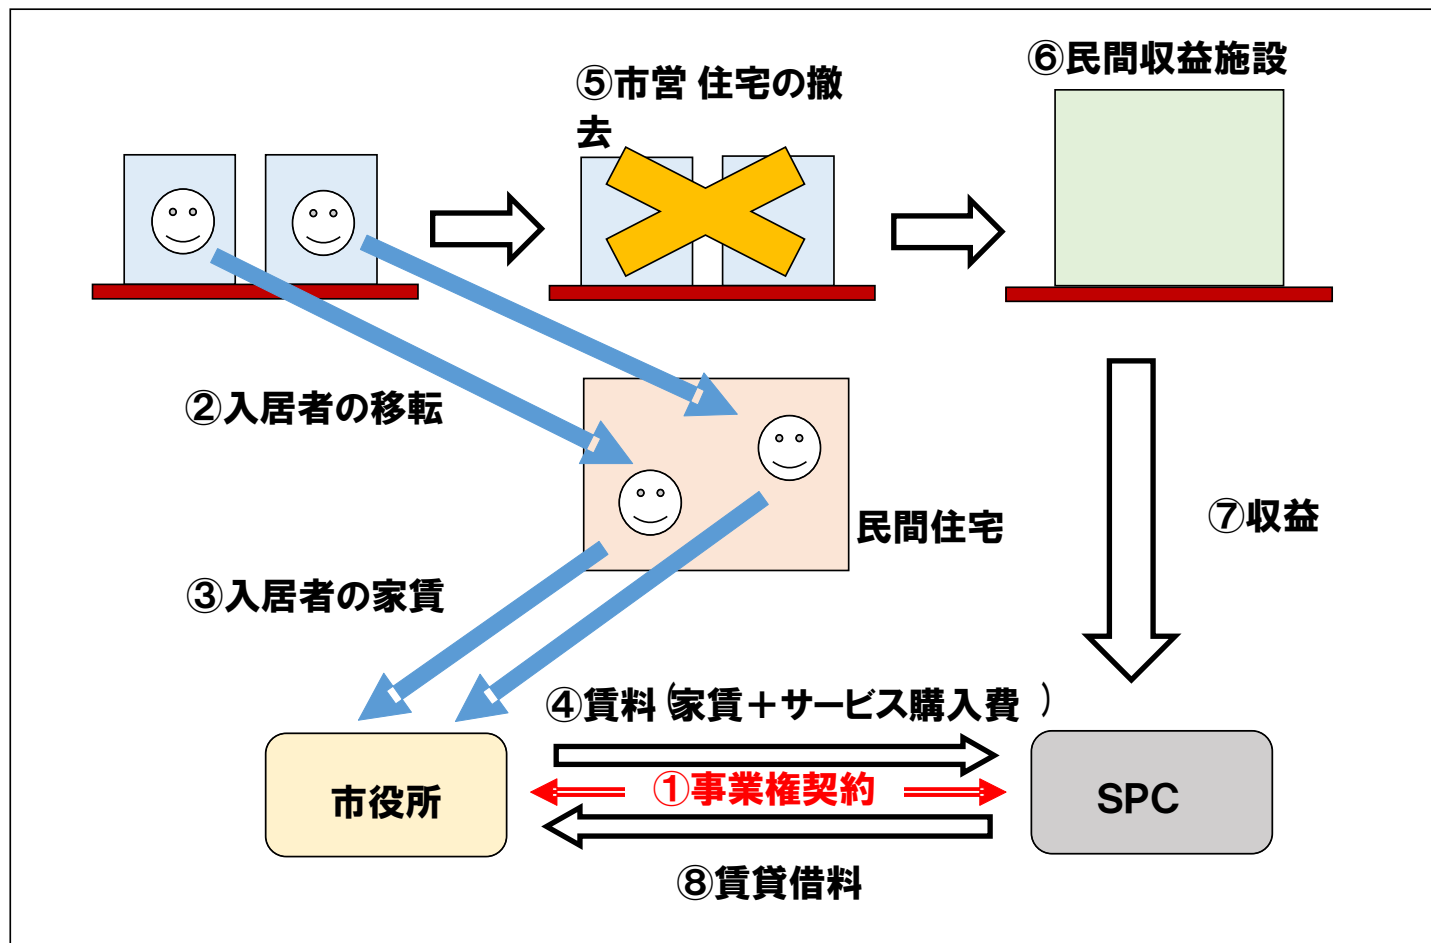 ⑥民間収益施設
⑤市営 住宅の撤
去
②入居者の移転
民間住宅
⑦収益
③入居者の家賃
④賃料(家賃＋サービス購入費 )
①事業権契約
市役所
SPC
⑧賃貸借料